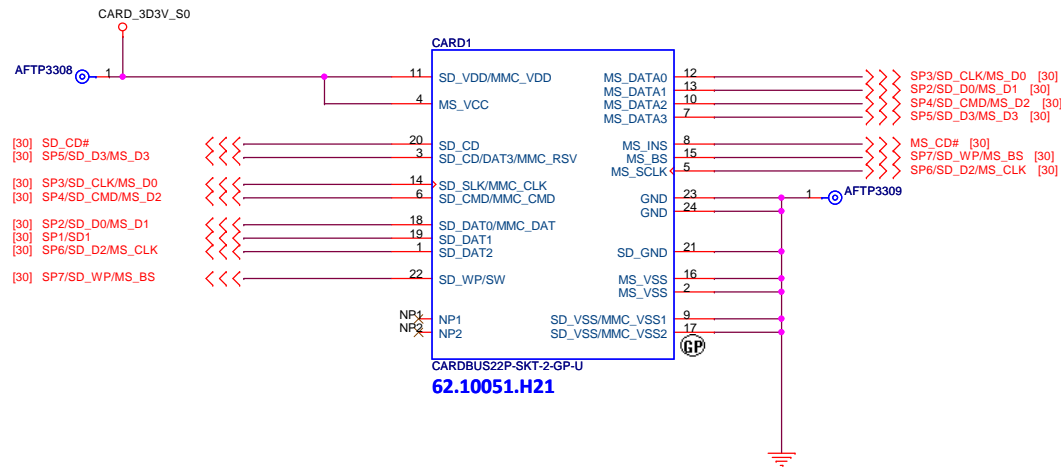 CARD_3D3V_S0
CARD1
AFTP3308 1
11 SD_VDD/MMC_VDD
4 MS_VCC
[30] SD_CD# 20 SD_CD
[30] SP5/SD_D3/MS_D3 3 SD_CD/DAT3/MMC_RSV
[30] SP3/SD_CLK/MS_D0 14 SD_SLK/MMC_CLK
[30] SP4/SD_CMD/MS_D2 6 SD_CMD/MMC_CMD
[30] SP2/SD_D0/MS_D1 18 SD_DAT0/MMC_DAT
[30] SP1/SD1 19 SD_DAT1
[30] SP6/SD_D2/MS_CLK 1 SD_DAT2
[30] SP7/SD_WP/MS_BS 22 SD_WP/SW
NP1 NP1
NP2 NP2
MS_DATA0 12 SP3/SD_CLK/MS_D0 [30]
MS_DATA1 13 SP2/SD_D0/MS_D1 [30]
MS_DATA2 10 SP4/SD_CMD/MS_D2 [30]
MS_DATA3 7 SP5/SD_D3/MS_D3 [30]
MS_INS 8 MS_CD# [30]
MS_BS 15 SP7/SD_WP/MS_BS [30]
MS_SCLK 5 SP6/SD_D2/MS_CLK [30]
GND 23 1 AFTP3309
GND 24
SD_GND 21
MS_VSS 16
MS_VSS 2
SD_VSS/MMC_VSS1 9
SD_VSS/MMC_VSS2 17
GP
CARDBUS22P-SKT-2-GP-U
62.10051.H21